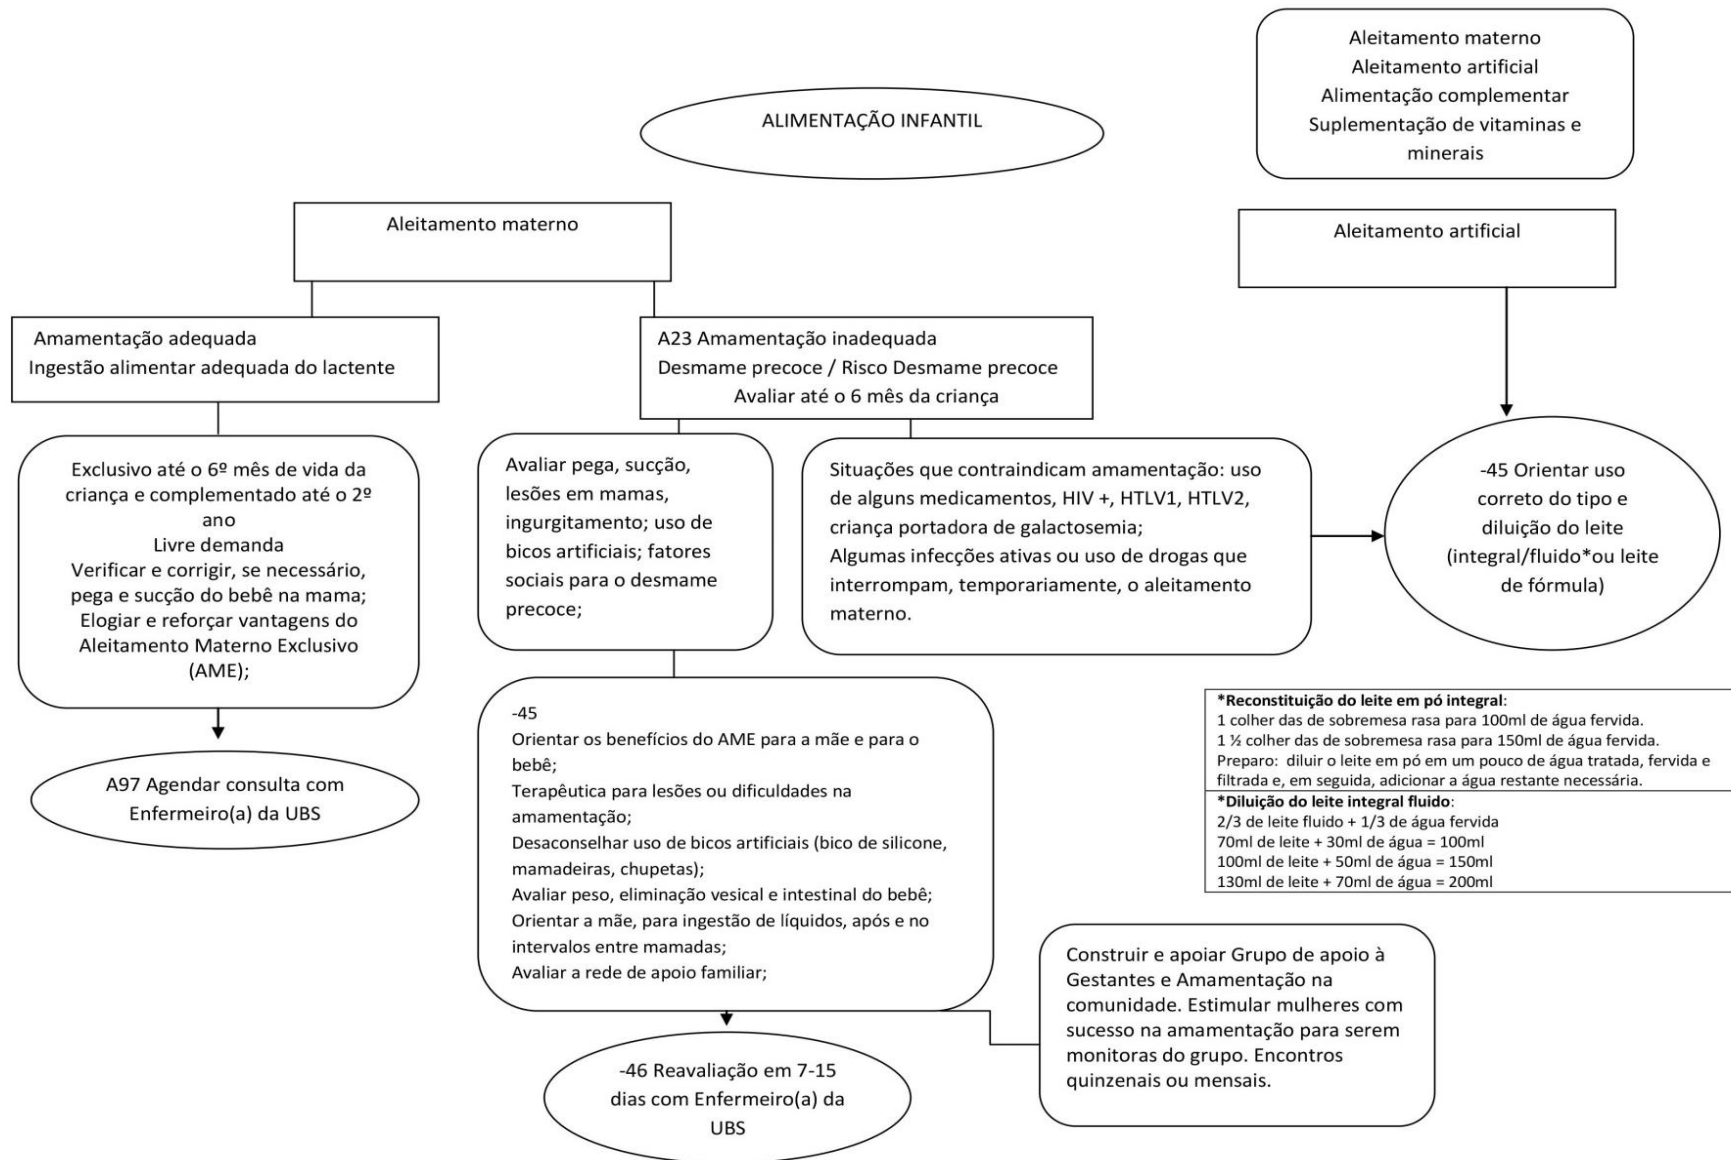 Aleitamento materno
Aleitamento artificial
Alimentação complementar
Suplementação de vitaminas e
minerais
ALIMENTAÇÃO INFANTIL
Aleitamento materno
Aleitamento artificial
Amamentação adequada
Ingestão alimentar adequada do lactente
A23 Amamentação inadequada
Desmame precoce / Risco Desmame precoce
Avaliar até o 6 mês da criança
Exclusivo até o 6º mês de vida da
criança e complementado até o 2º
ano
Livre demanda
Verificar e corrigir, se necessário,
pega e sucção do bebê na mama;
Elogiar e reforçar vantagens do
Aleitamento Materno Exclusivo
(AME);
Avaliar pega, sucção,
lesões em mamas,
ingurgitamento; uso de
bicos artificiais; fatores
sociais para o desmame
precoce;
Situações que contraindicam amamentação: uso
de alguns medicamentos, HIV +, HTLV1, HTLV2,
criança portadora de galactosemia;
Algumas infecções ativas ou uso de drogas que
interrompam, temporariamente, o aleitamento
materno.
-45 Orientar uso
correto do tipo e
diluição do leite
(integral/fluido*ou leite
de fórmula)
A97 Agendar consulta com
Enfermeiro(a) da UBS
-45
Orientar os benefícios do AME para a mãe e para o
bebê;
Terapêutica para lesões ou dificuldades na
amamentação;
Desaconselhar uso de bicos artificiais (bico de silicone,
mamadeiras, chupetas);
Avaliar peso, eliminação vesical e intestinal do bebê;
Orientar a mãe, para ingestão de líquidos, após e no
intervalos entre mamadas;
Avaliar a rede de apoio familiar;
*Reconstituição do leite em pó integral:
1 colher das de sobremesa rasa para 100ml de água fervida.
1 ½ colher das de sobremesa rasa para 150ml de água fervida.
Preparo: diluir o leite em pó em um pouco de água tratada, fervida e
filtrada e, em seguida, adicionar a água restante necessária.
*Diluição do leite integral fluido:
2/3 de leite fluido + 1/3 de água fervida
70ml de leite + 30ml de água = 100ml
100ml de leite + 50ml de água = 150ml
130ml de leite + 70ml de água = 200ml
Construir e apoiar Grupo de apoio à
Gestantes e Amamentação na
comunidade. Estimular mulheres com
sucesso na amamentação para serem
monitoras do grupo. Encontros
quinzenais ou mensais.
-46 Reavaliação em 7-15
dias com Enfermeiro(a) da
UBS